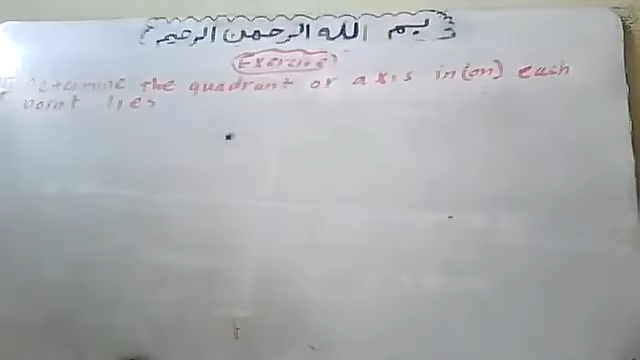 بسم الله الرحمن الرحيم
Exercise
Determine the quadrant or axis in(on) each
point lies